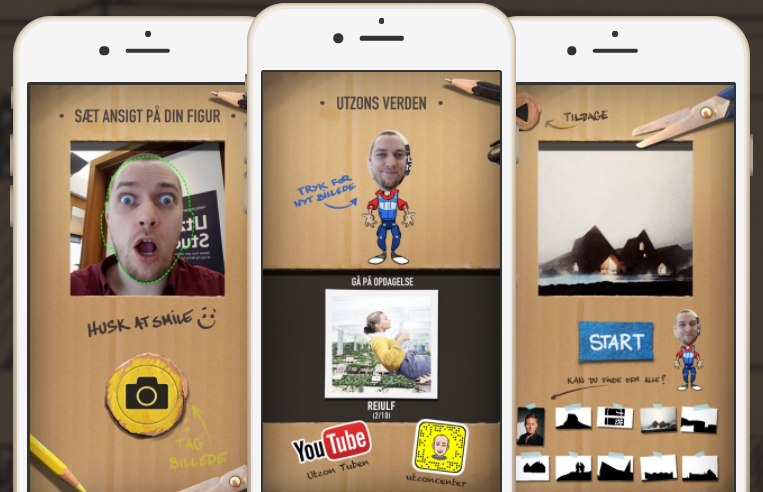 SÆT ANSIGT PÅ DIN FIGUR
HUSK AT SMILE
TAG
BILLEDE
UTZONS VERDEN
TRYK FOR
NYT BILLEDE
GÅ PÅ OPDAGELSE
REIULF
(2/10)
YouTube
Utzon Tuben
utzoncenter
TILBAGE
START
KAN DU FINDE DEM ALLE?